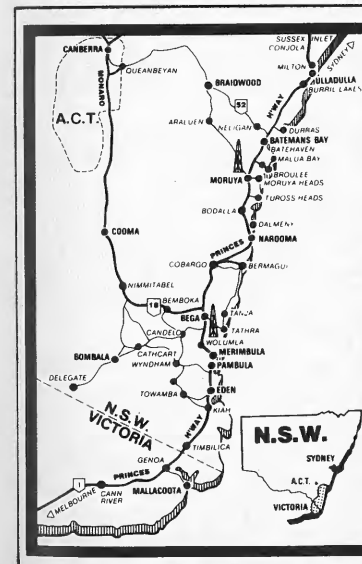 SUSSEX INLET
CONJOLA
SYDNEY
MILTON
ULLADULLA
BURRIL LAKE
CANBERRA
QUEANBEYAN
MONARO
A.C.T.
BRAIDWOOD
52
H'WAY
ARALUEN
NELIGAN
DURRAS
BATEMANS BAY
BATEHAVEN
MALUA BAY
BROULEE
MORUYA
MORUYA HEADS
TUROSS HEADS
BODALLA
DALMENY
COOMA
NAROOMA
PRINCES
COBARGO
BERMAGUI
NIMMITABEL
18
BEMBOKA
BEGA
TANJA
CANDELO
TATHRA
WOLUMLA
BOMBALA
CATHCART
MERIMBULA
WYNDHAM
PAMBULA
DELEGATE
TOWAMBA
EDEN
KIAH
N.S.W.
VICTORIA
H'WAY
TIMBILICA
GENOA
PRINCES
1
CANN
RIVER
MELBOURNE
MALLACOOTA
N.S.W.
SYDNEY
A.C.T.
VICTORIA